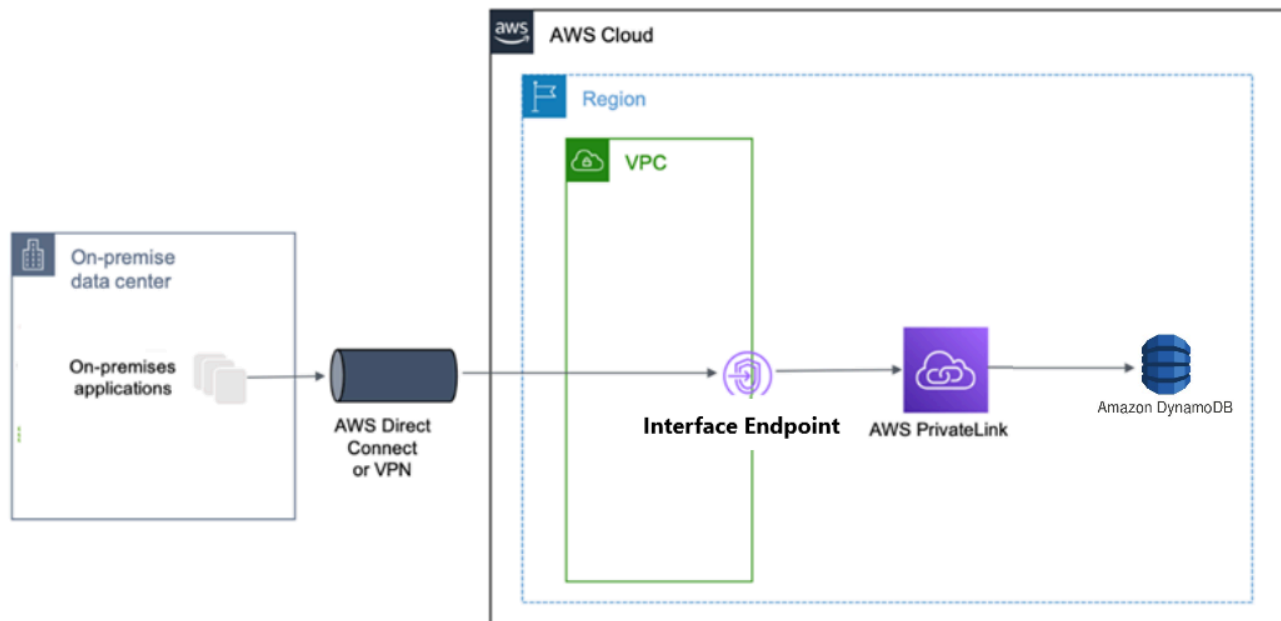 aws
AWS Cloud
Region
VPC
On-premise
data center
On-premises
applications
AWS Direct
Connect
or VPN
Interface Endpoint
AWS PrivateLink
Amazon DynamoDB